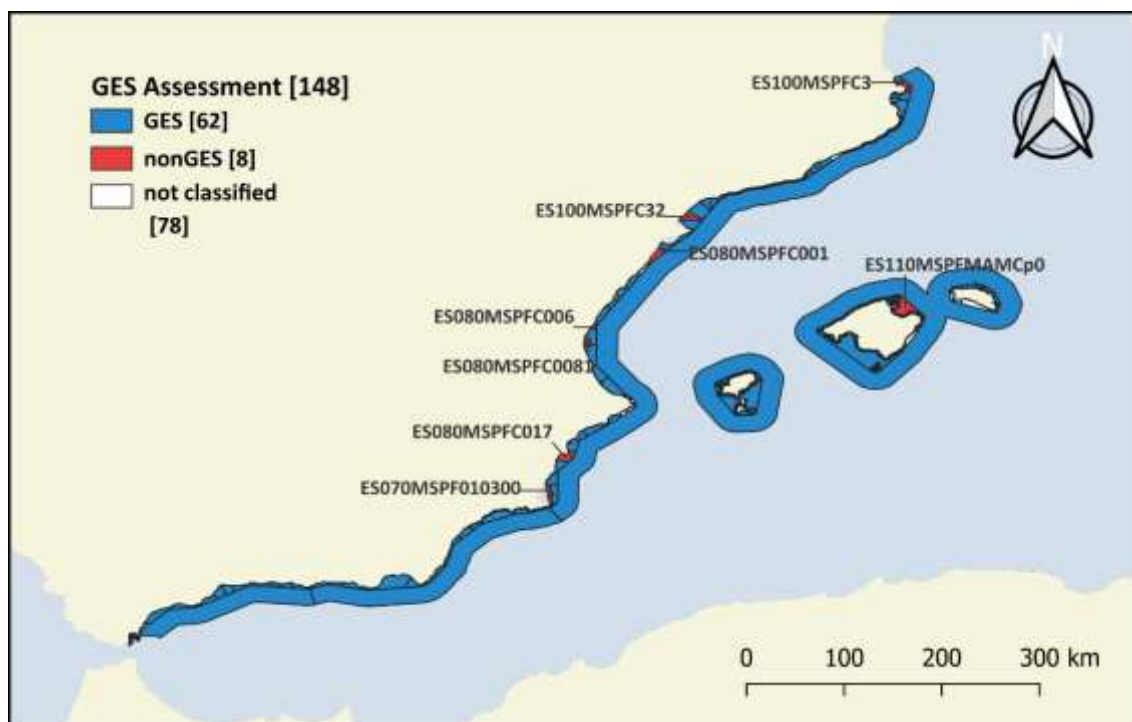 N
GES Assessment [148]
GES [62]
nonGES [8]
not classified
[78]
ES100MSPFC3
ES100MSPFC32
ES080MSPFC001
ES110MSPFMAMCp0
ES080MSPFC006
ES080MSPFC0081
ES080MSPFC017
ES070MSPF010300
0 100 200 300 km